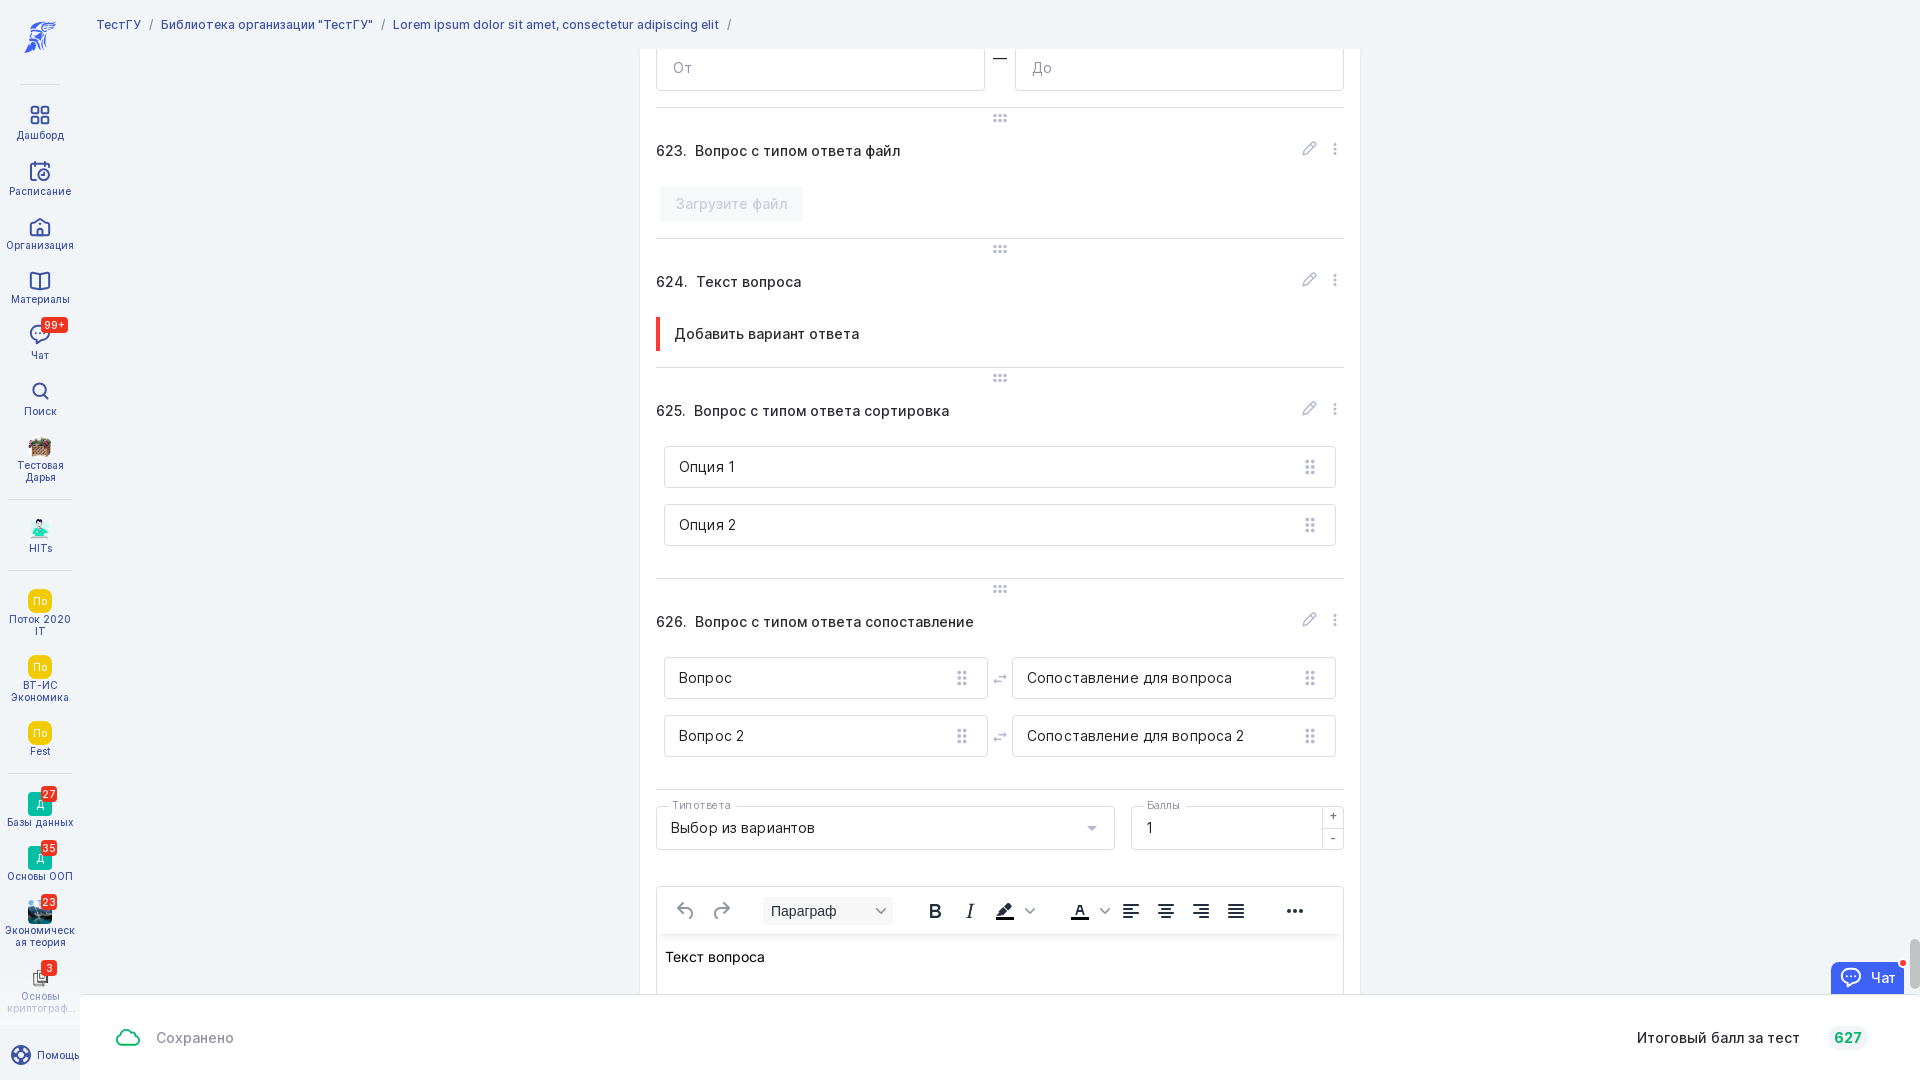 ТестГУ / Библиотека организации "ТестГУ" / Lorem ipsum dolor sit amet, consectetur adipiscing elit /
Дашборд
Расписание
Организация
Материалы
99+
Чат
Поиск
Тестовая
Дарья
HITs
По
Поток 2020
IT
По
ВТ-ИС
Экономика
По
Fest
27
Д
Базы данных
35
Д
Основы ООП
23
Экономическ
ая теория
3
Основы
криптограф...
Помощь
От — До
623. Вопрос с типом ответа файл
Загрузите файл
624. Текст вопроса
Добавить вариант ответа
625. Вопрос с типом ответа сортировка
Опция 1
Опция 2
626. Вопрос с типом ответа сопоставление
Вопрос Сопоставление для вопроса
Вопрос 2 Сопоставление для вопроса 2
Тип ответа Баллы
Выбор из вариантов 1 + -
Параграф B I A
Текст вопроса
Чат
Сохранено Итоговый балл за тест 627